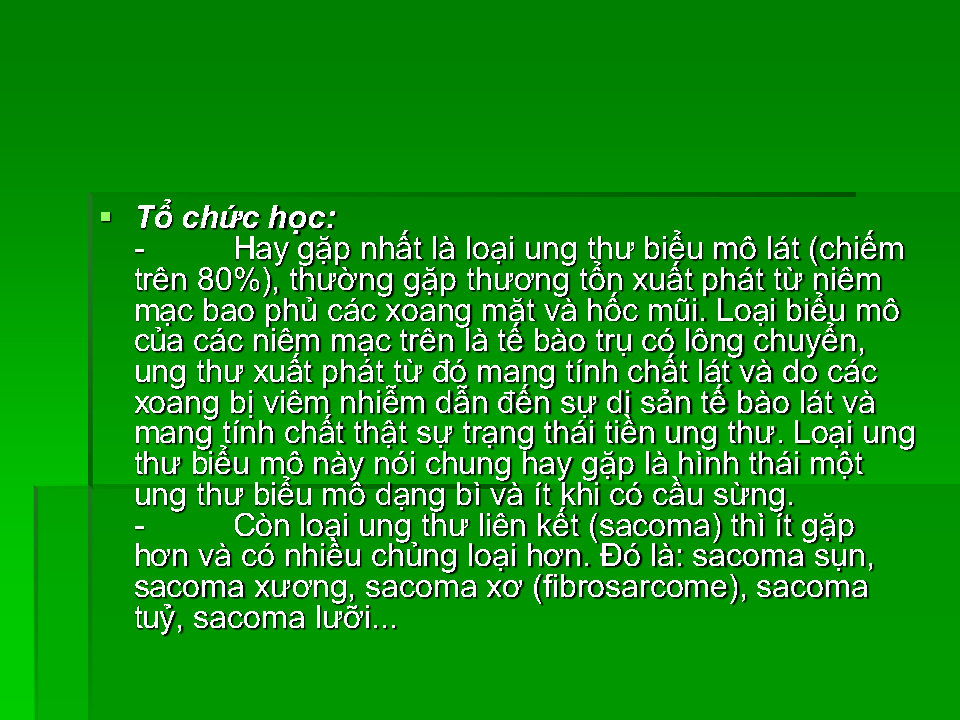 ▪ Tổ chức học:
- Hay gặp nhất là loại ung thư biểu mô lát (chiếm
trên 80%), thường gặp thương tổn xuất phát từ niêm
mạc bao phủ các xoang mặt và hốc mũi. Loại biểu mô
của các niêm mạc trên là tế bào trụ có lông chuyển,
ung thư xuất phát từ đó mang tính chất lát và do các
xoang bị viêm nhiễm dẫn đến sự dị sản tế bào lát và
mang tính chất thật sự trạng thái tiền ung thư. Loại ung
thư biểu mô này nói chung hay gặp là hình thái một
ung thư biểu mô dạng bì và ít khi có cầu sừng.
- Còn loại ung thư liên kết (sacoma) thì ít gặp
hơn và có nhiều chủng loại hơn. Đó là: sacoma sụn,
sacoma xương, sacoma xơ (fibrosarcome), sacoma
tuỷ, sacoma lưỡi...